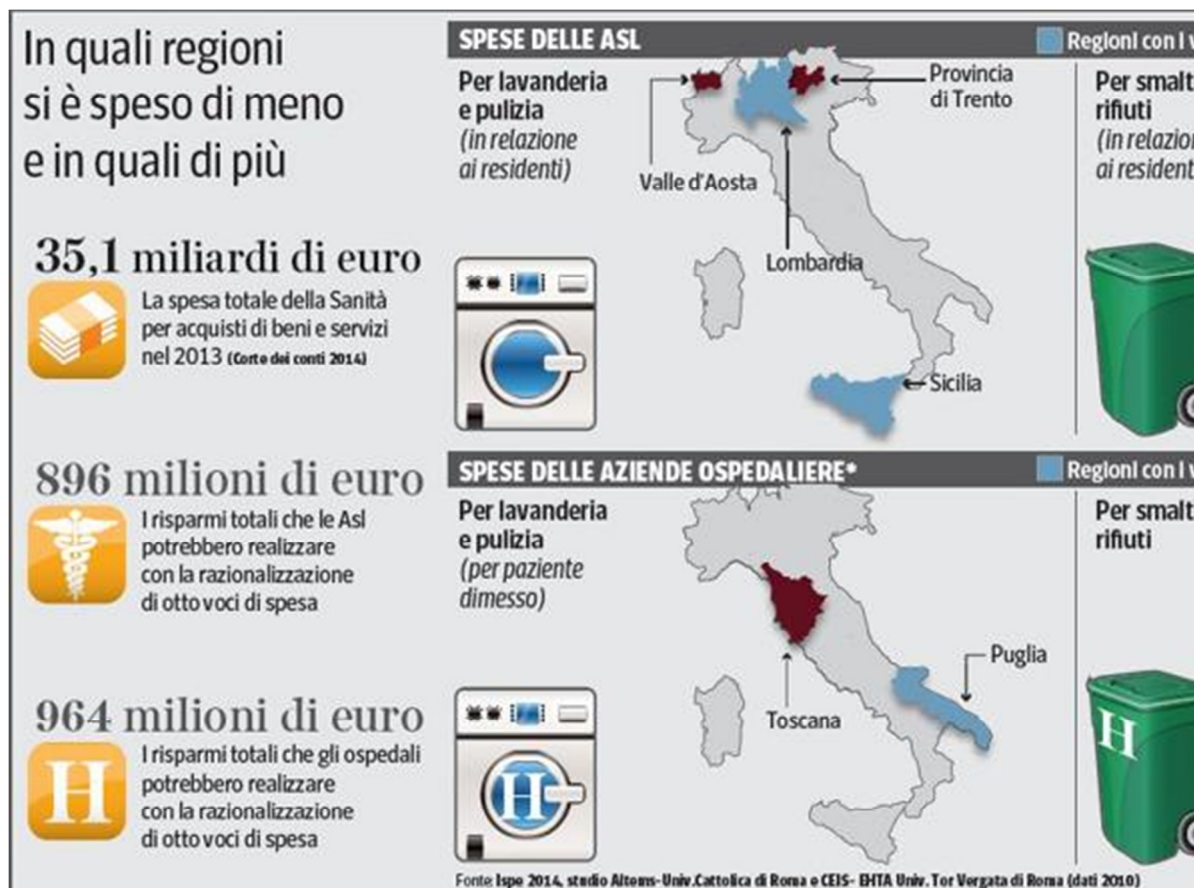 In quali regioni
si è speso di meno
e in quali di più
35,1 miliardi di euro
La spesa totale della Sanità
per acquisti di beni e servizi
nel 2013 (Corte dei conti 2014)
896 milioni di euro
I risparmi totali che le Asl
potrebbero realizzare
con la razionalizzazione
di otto voci di spesa
964 milioni di euro
H
I risparmi totali che gli ospedali
potrebbero realizzare
con la razionalizzazione
di otto voci di spesa
SPESE DELLE ASL
Regioni con i v
Per lavanderia
e pulizia
(in relazione
ai residenti)
Valle d'Aosta
Provincia
di Trento
Lombardia
Sicilia
Per smalt
rifiuti
(in relazion
ai resident
SPESE DELLE AZIENDE OSPEDALIERE*
Regioni con i v
Per lavanderia
e pulizia
(per paziente
dimesso)
H
Toscana
Puglia
Per smalt
rifiuti
H
Fonte: Ispe 2014, studio Altems-Univ.Cattolica di Roma e CEIS- EHTA Univ. Tor Vergata di Roma (dati 2010)